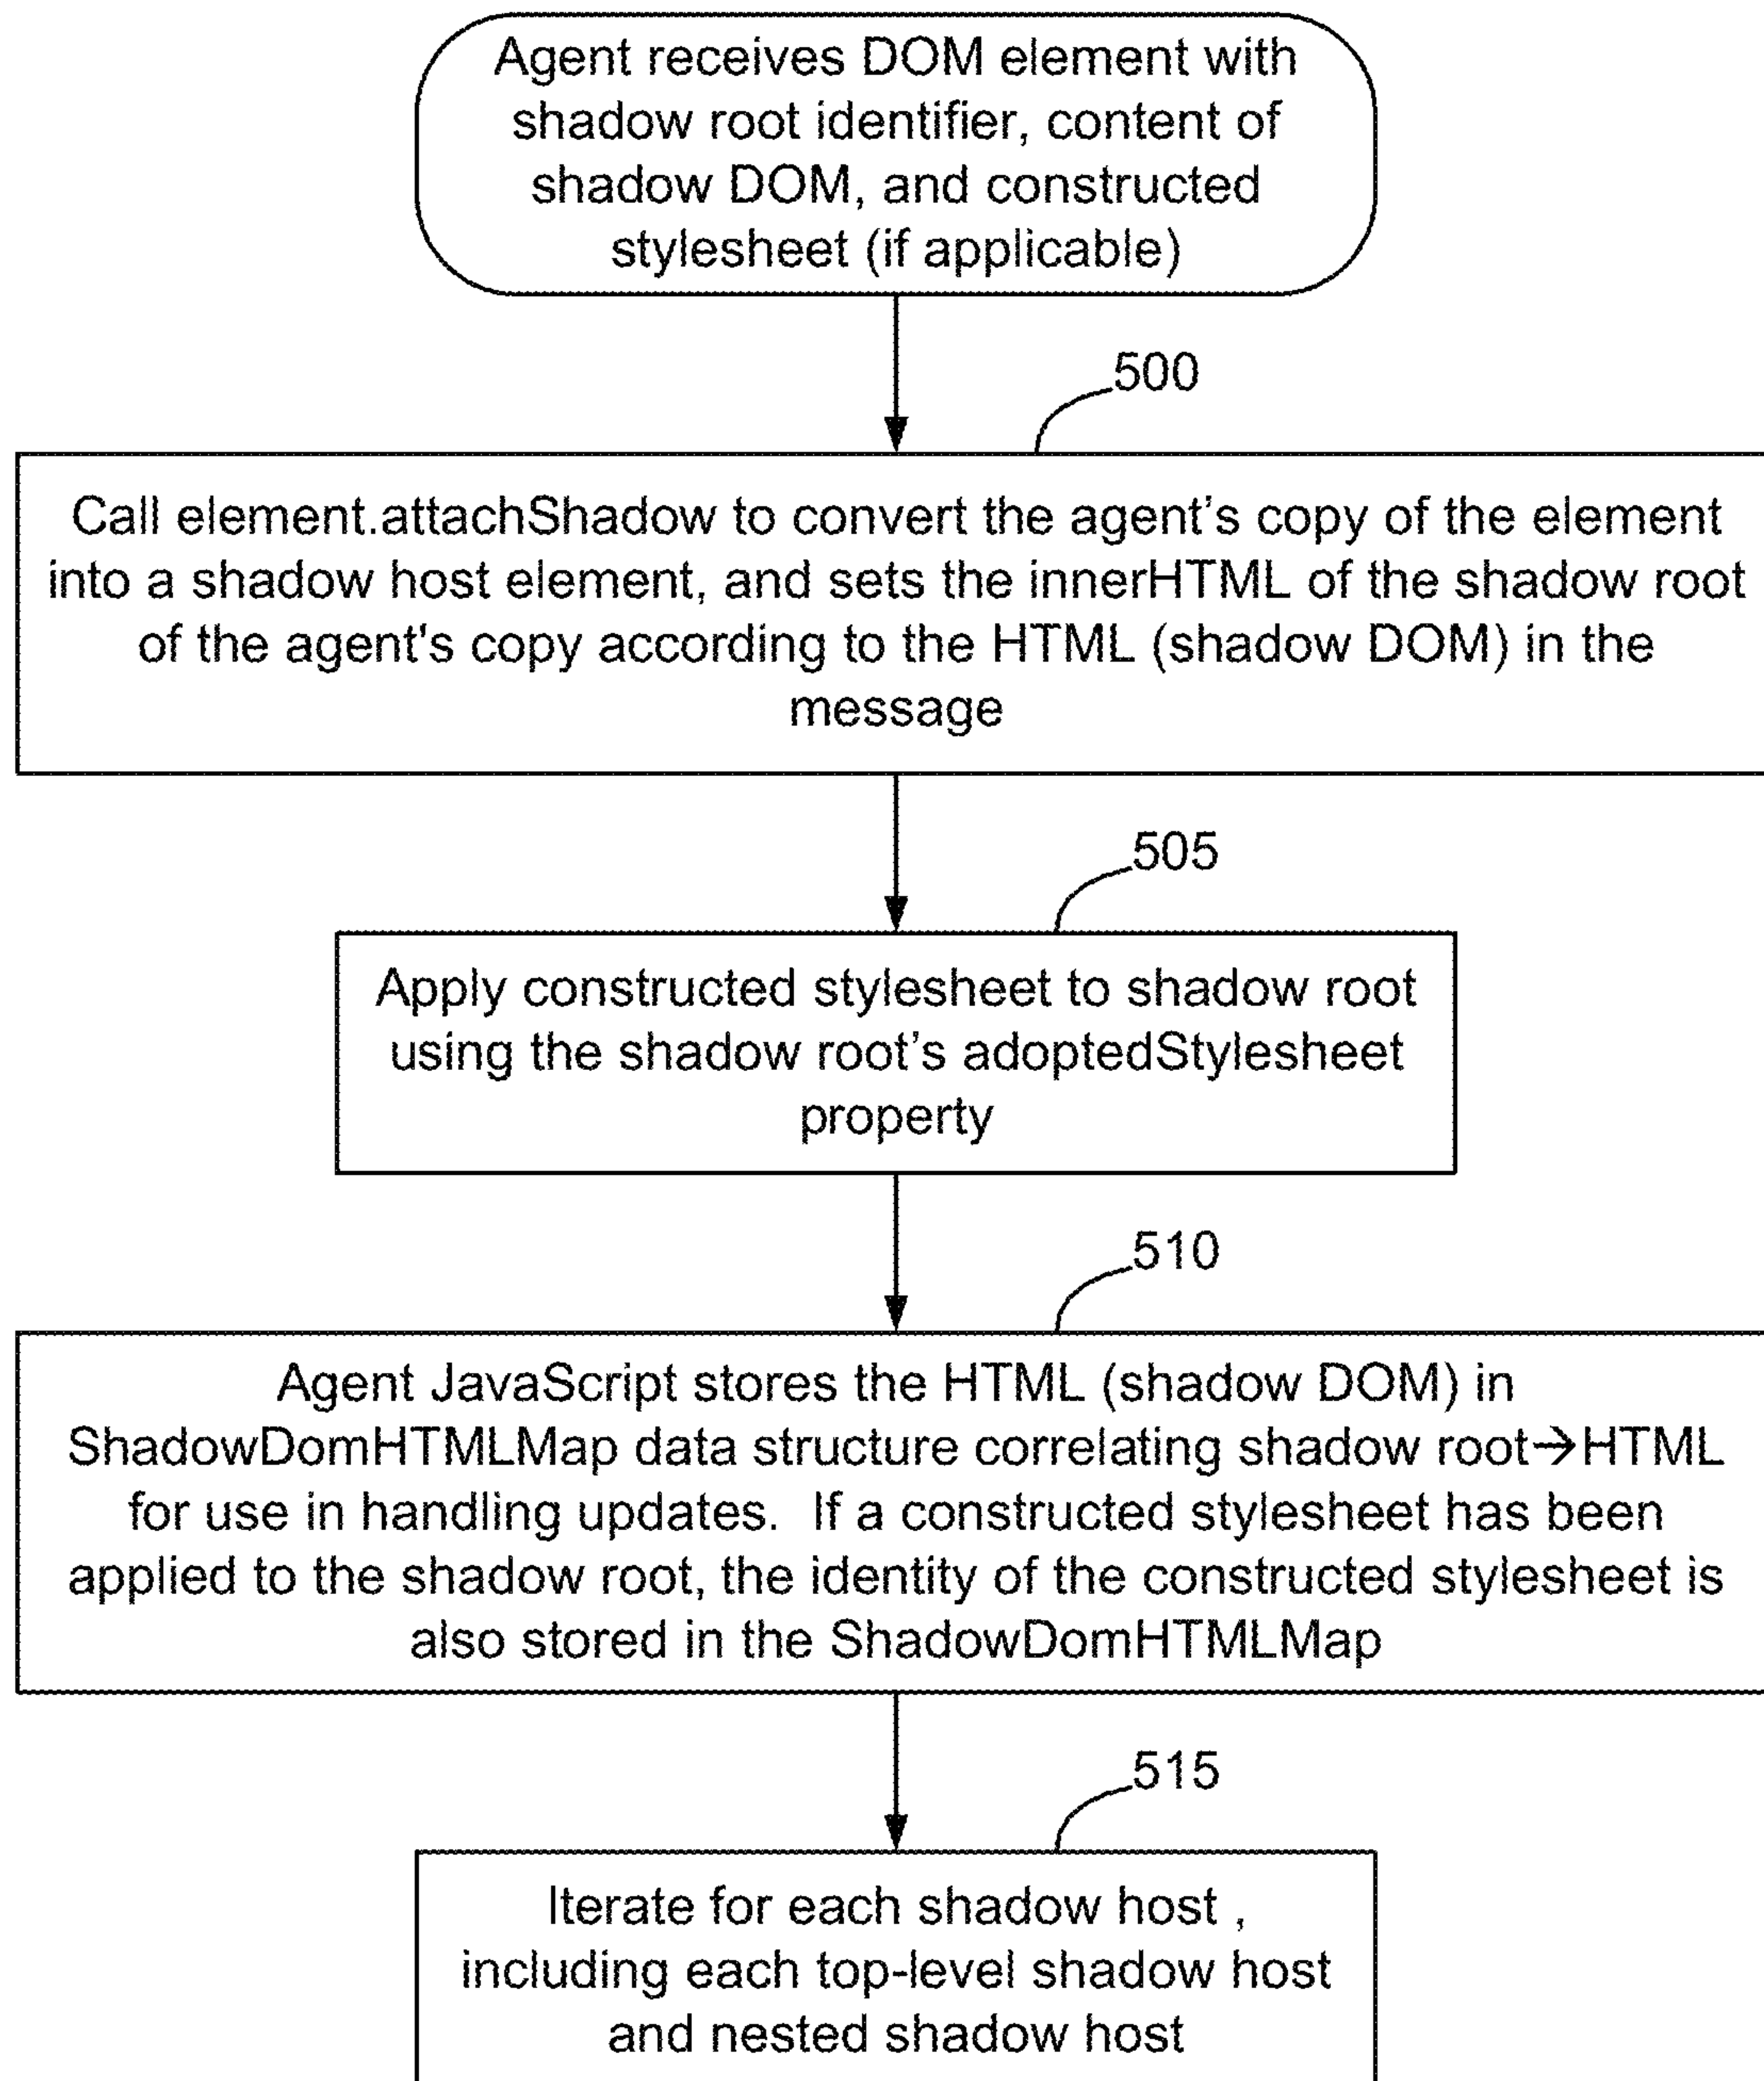 Agent receives DOM element with
shadow root identifier, content of
shadow DOM, and constructed
stylesheet (if applicable)
500
Call element.attachShadow to convert the agent’s copy of the element
into a shadow host element, and sets the innerHTML of the shadow root
of the agent's copy according to the HTML (shadow DOM) in the
message
505
Apply constructed stylesheet to shadow root
using the shadow root’s adoptedStylesheet
property
510
Agent JavaScript stores the HTML (shadow DOM) in
ShadowDomHTMLMap data structure correlating shadow root→HTML
for use in handling updates.  If a constructed stylesheet has been
applied to the shadow root, the identity of the constructed stylesheet is
also stored in the ShadowDomHTMLMap
515
Iterate for each shadow host ,
including each top-level shadow host
and nested shadow host